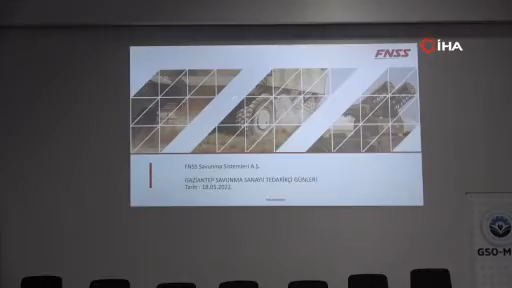 FNSS
İHA
FNSS Savunma Sistemleri A.Ş.
GAZİANTEP SAVUNMA SANAYİ TEDARİKÇİ GÜNLERİ
Tarih : 18.05.2022
GSO-M